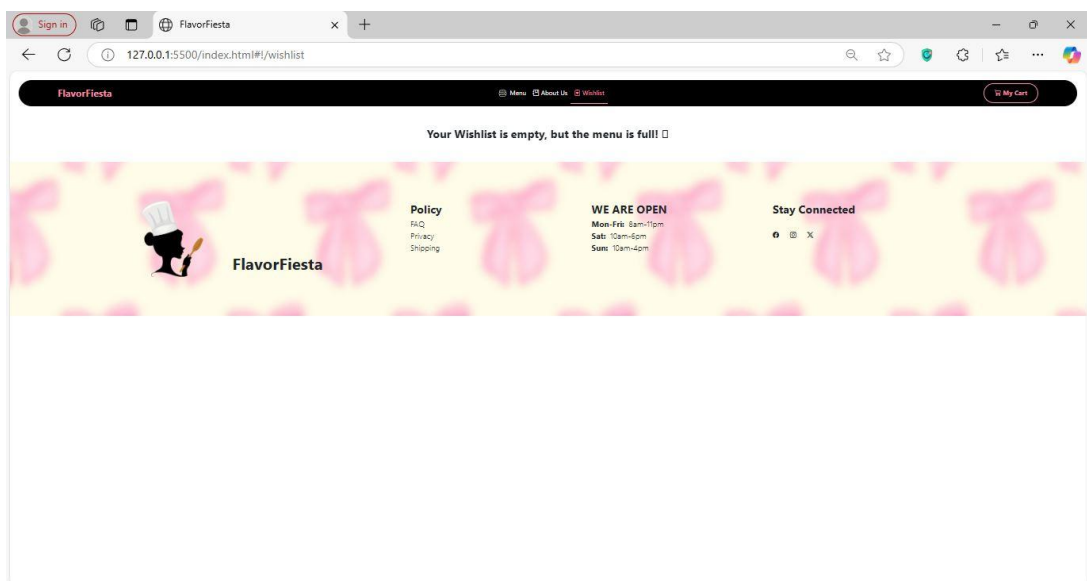 Sign in
FlavorFiesta
127.0.0.1:5500/index.html#!/wishlist
FlavorFiesta Menu About Us Wishlist My Cart
Your Wishlist is empty, but the menu is full!
FlavorFiesta
Policy
FAQ
Privacy
Shipping
WE ARE OPEN
Mon-Fri: 8am-11pm
Sat: 10am-6pm
Sun: 10am-4pm
Stay Connected